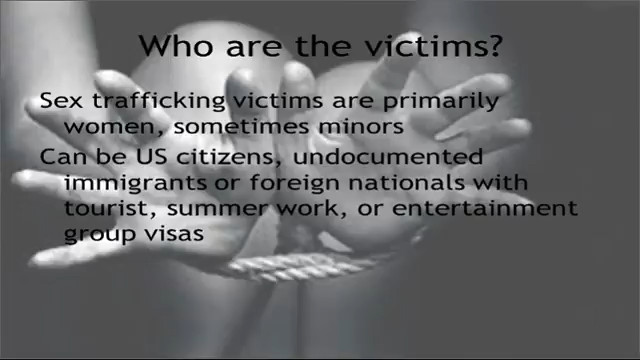 Who are the victims?
Sex trafficking victims are primarily
women, sometimes minors
Can be US citizens, undocumented
immigrants or foreign nationals with
tourist, summer work, or entertainment
group visas